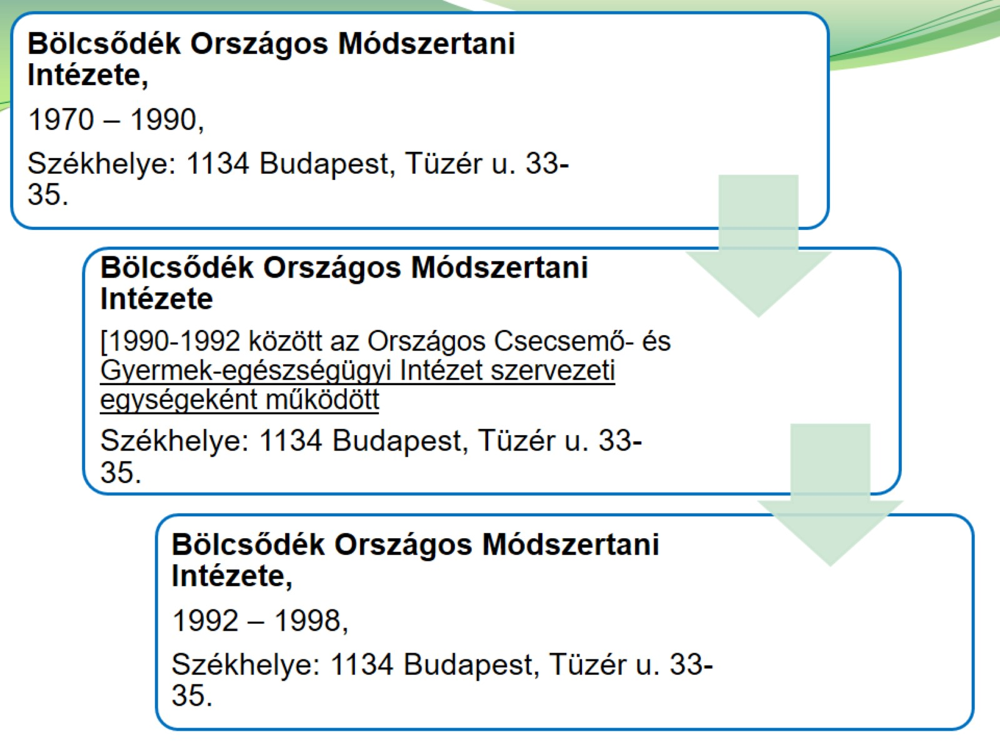 Bölcsődék Országos Módszertani
Intézete,
1970 – 1990,
Székhelye: 1134 Budapest, Tüzér u. 33-
35.
Bölcsődék Országos Módszertani
Intézete
[1990-1992 között az Országos Csecsemő- és
Gyermek-egészségügyi Intézet szervezeti
egységeként működött
Székhelye: 1134 Budapest, Tüzér u. 33-
35.
Bölcsődék Országos Módszertani
Intézete,
1992 – 1998,
Székhelye: 1134 Budapest, Tüzér u. 33-
35.